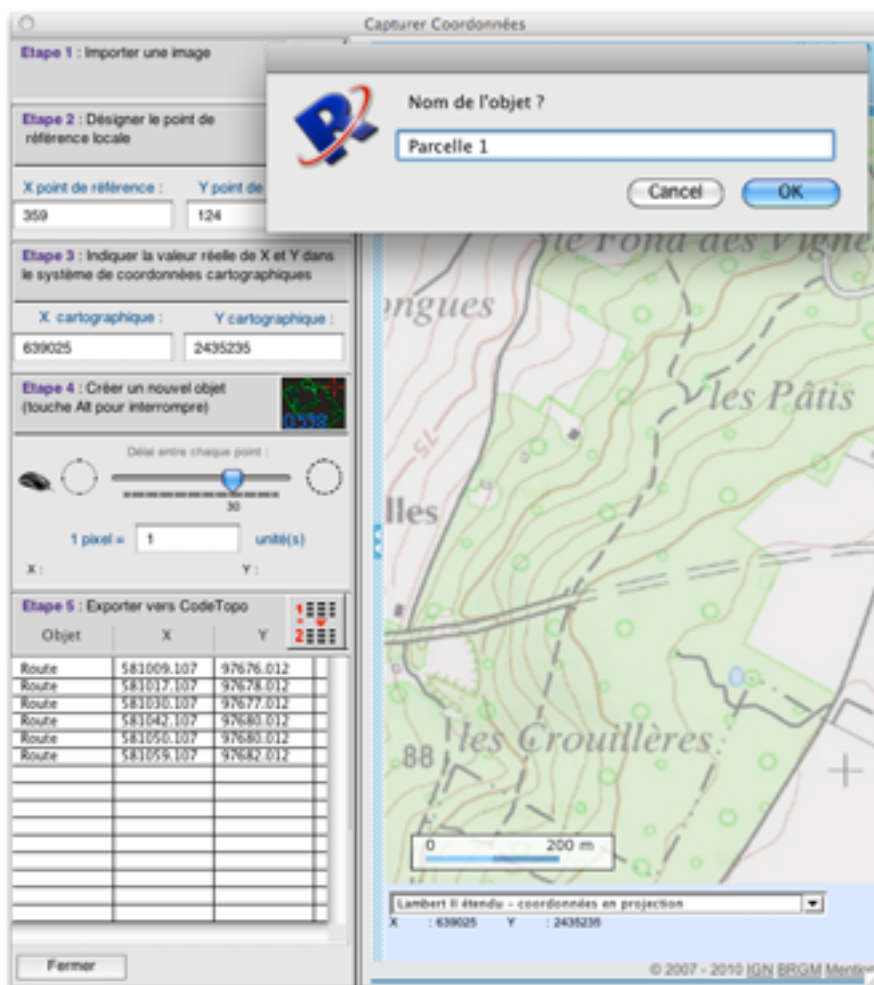 Capturer Coordonnées
Etape 1 : Importer une image
Etape 2 : Désigner le point de
référence locale
X point de référence :
Y point de
359
124
Etape 3 : Indiquer la valeur réelle de X et Y dans
le système de coordonnées cartographiques
X cartographique :
Y cartographique :
639025
2435235
Etape 4 : Créer un nouvel objet
(touche Alt pour interrompre)
Délai entre chaque point :
30
1 pixel =
1
unité(s)
X :
Y :
Etape 5 : Exporter vers CodeTopo
1
2
Objet X Y
Route 581009.107 97676.012
Route 581017.107 97678.012
Route 581030.107 97677.012
Route 581042.107 97680.012
Route 581050.107 97680.012
Route 581059.107 97682.012
Fermer
Nom de l'objet ?
Parcelle 1
Cancel
OK
le Fond des Vignes
ongues
les Pâtis
75
lles
les Crouillères
88
0 200 m
Lambert II étendu - coordonnées en projection
X : 639025 Y : 2435235
© 2007 - 2010 IGN BRGM Mention